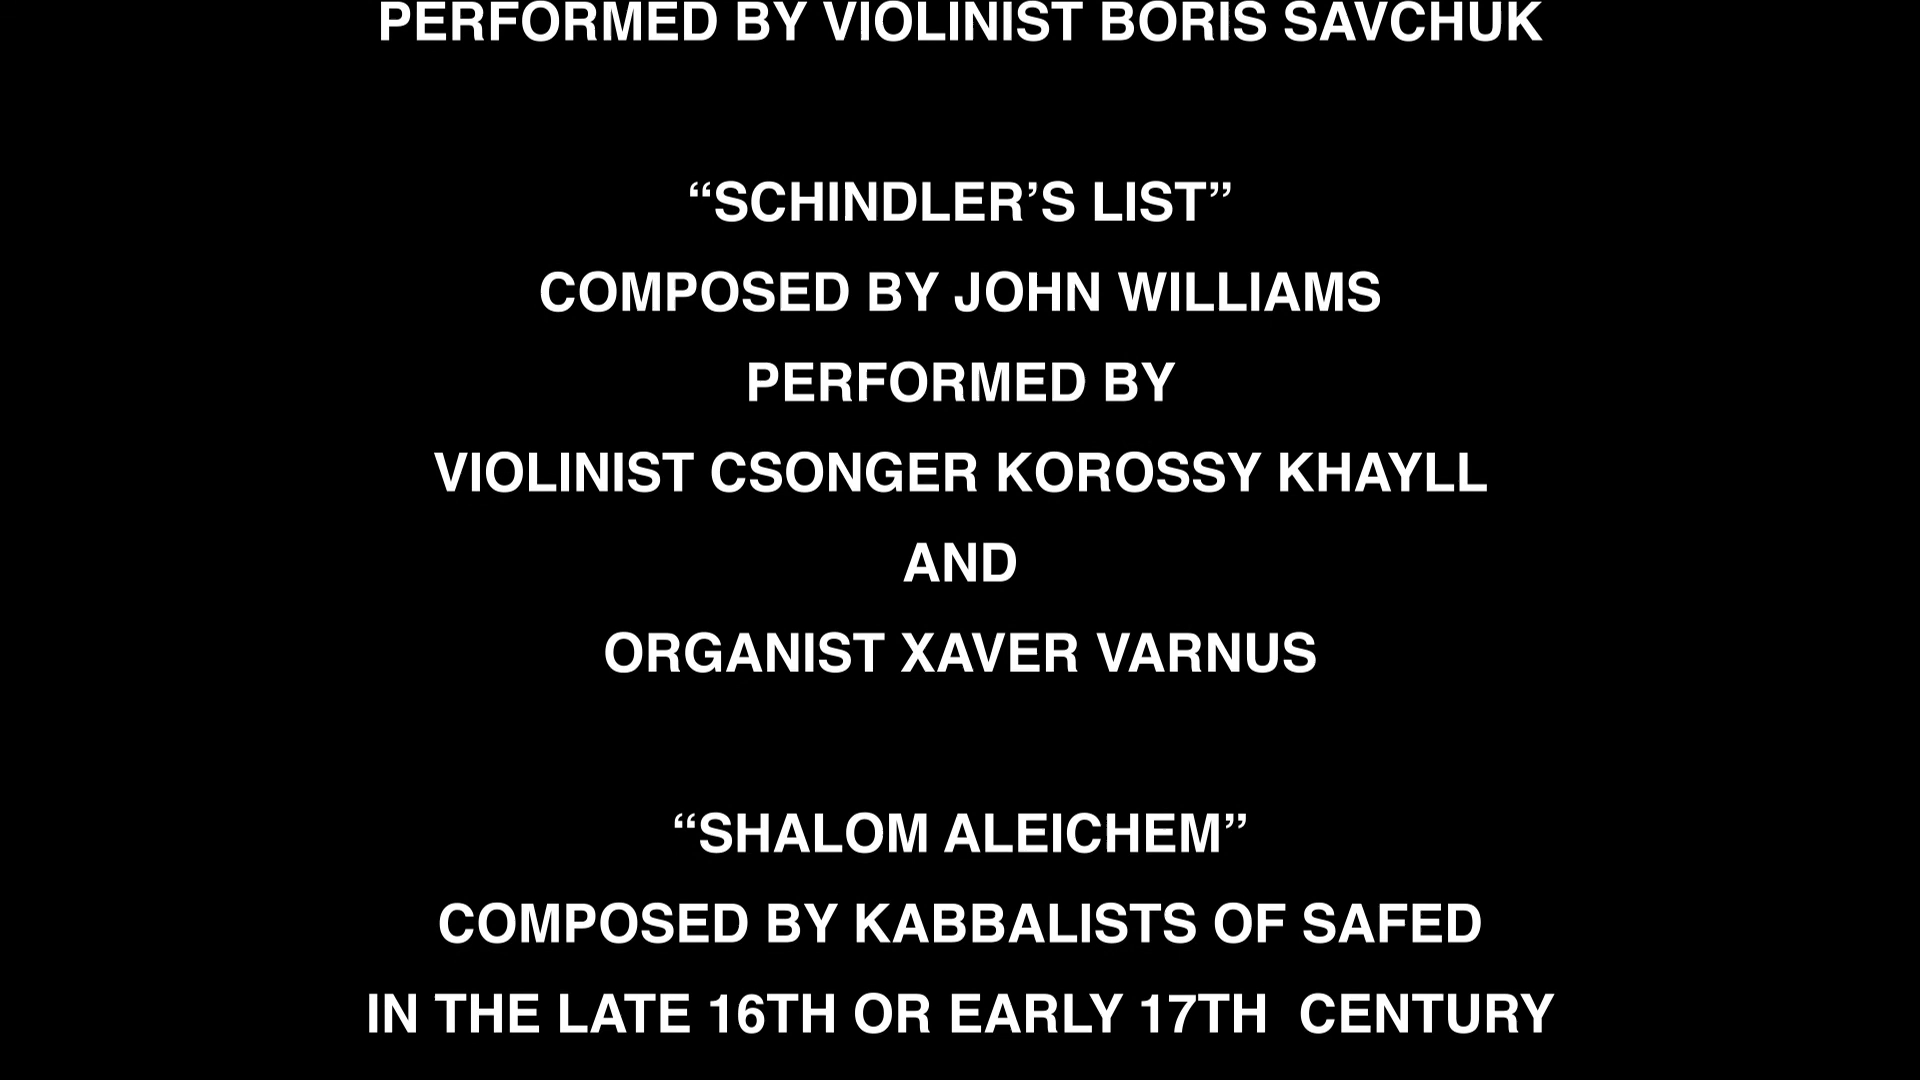 PERFORMED BY VIOLINIST BORIS SAVCHUK
“SCHINDLER’S LIST”
COMPOSED BY JOHN WILLIAMS
PERFORMED BY
VIOLINIST CSONGER KOROSSY KHAYLL
AND
ORGANIST XAVER VARNUS
“SHALOM ALEICHEM”
COMPOSED BY KABBALISTS OF SAFED
IN THE LATE 16TH OR EARLY 17TH  CENTURY